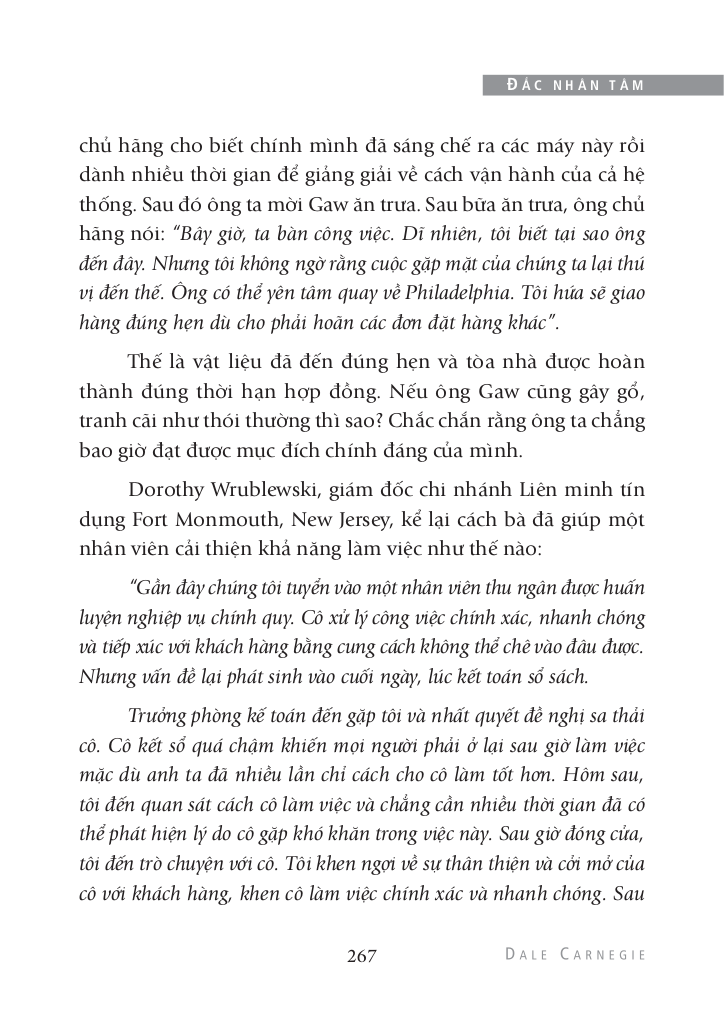 ĐẮC NHÂN TÂM
chủ hãng cho biết chính mình đã sáng chế ra các máy này rồi
dành nhiều thời gian để giảng giải về cách vận hành của cả hệ
thống. Sau đó ông ta mời Gaw ăn trưa. Sau bữa ăn trưa, ông chủ
hãng nói: “Bây giờ, ta bàn công việc. Dĩ nhiên, tôi biết tại sao ông
đến đây. Nhưng tôi không ngờ rằng cuộc gặp mặt của chúng ta lại thú
vị đến thế. Ông có thể yên tâm quay về Philadelphia. Tôi hứa sẽ giao
hàng đúng hẹn dù cho phải hoãn các đơn đặt hàng khác”.
Thế là vật liệu đã đến đúng hẹn và tòa nhà được hoàn
thành đúng thời hạn hợp đồng. Nếu ông Gaw cũng gây gổ,
tranh cãi như thói thường thì sao? Chắc chắn rằng ông ta chẳng
bao giờ đạt được mục đích chính đáng của mình.
Dorothy Wrublewski, giám đốc chi nhánh Liên minh tín
dụng Fort Monmouth, New Jersey, kể lại cách bà đã giúp một
nhân viên cải thiện khả năng làm việc như thế nào:
“Gần đây chúng tôi tuyển vào một nhân viên thu ngân được huấn
luyện nghiệp vụ chính quy. Cô xử lý công việc chính xác, nhanh chóng
và tiếp xúc với khách hàng bằng cung cách không thể chê vào đâu được.
Nhưng vấn đề lại phát sinh vào cuối ngày, lúc kết toán sổ sách.
Trưởng phòng kế toán đến gặp tôi và nhất quyết đề nghị sa thải
cô. Cô kết sổ quá chậm khiến mọi người phải ở lại sau giờ làm việc
mặc dù anh ta đã nhiều lần chỉ cách cho cô làm tốt hơn. Hôm sau,
tôi đến quan sát cách cô làm việc và chẳng cần nhiều thời gian đã có
thể phát hiện lý do cô gặp khó khăn trong việc này. Sau giờ đóng cửa,
tôi đến trò chuyện với cô. Tôi khen ngợi về sự thân thiện và cởi mở của
cô với khách hàng, khen cô làm việc chính xác và nhanh chóng. Sau
267
DALE CARNEGIE